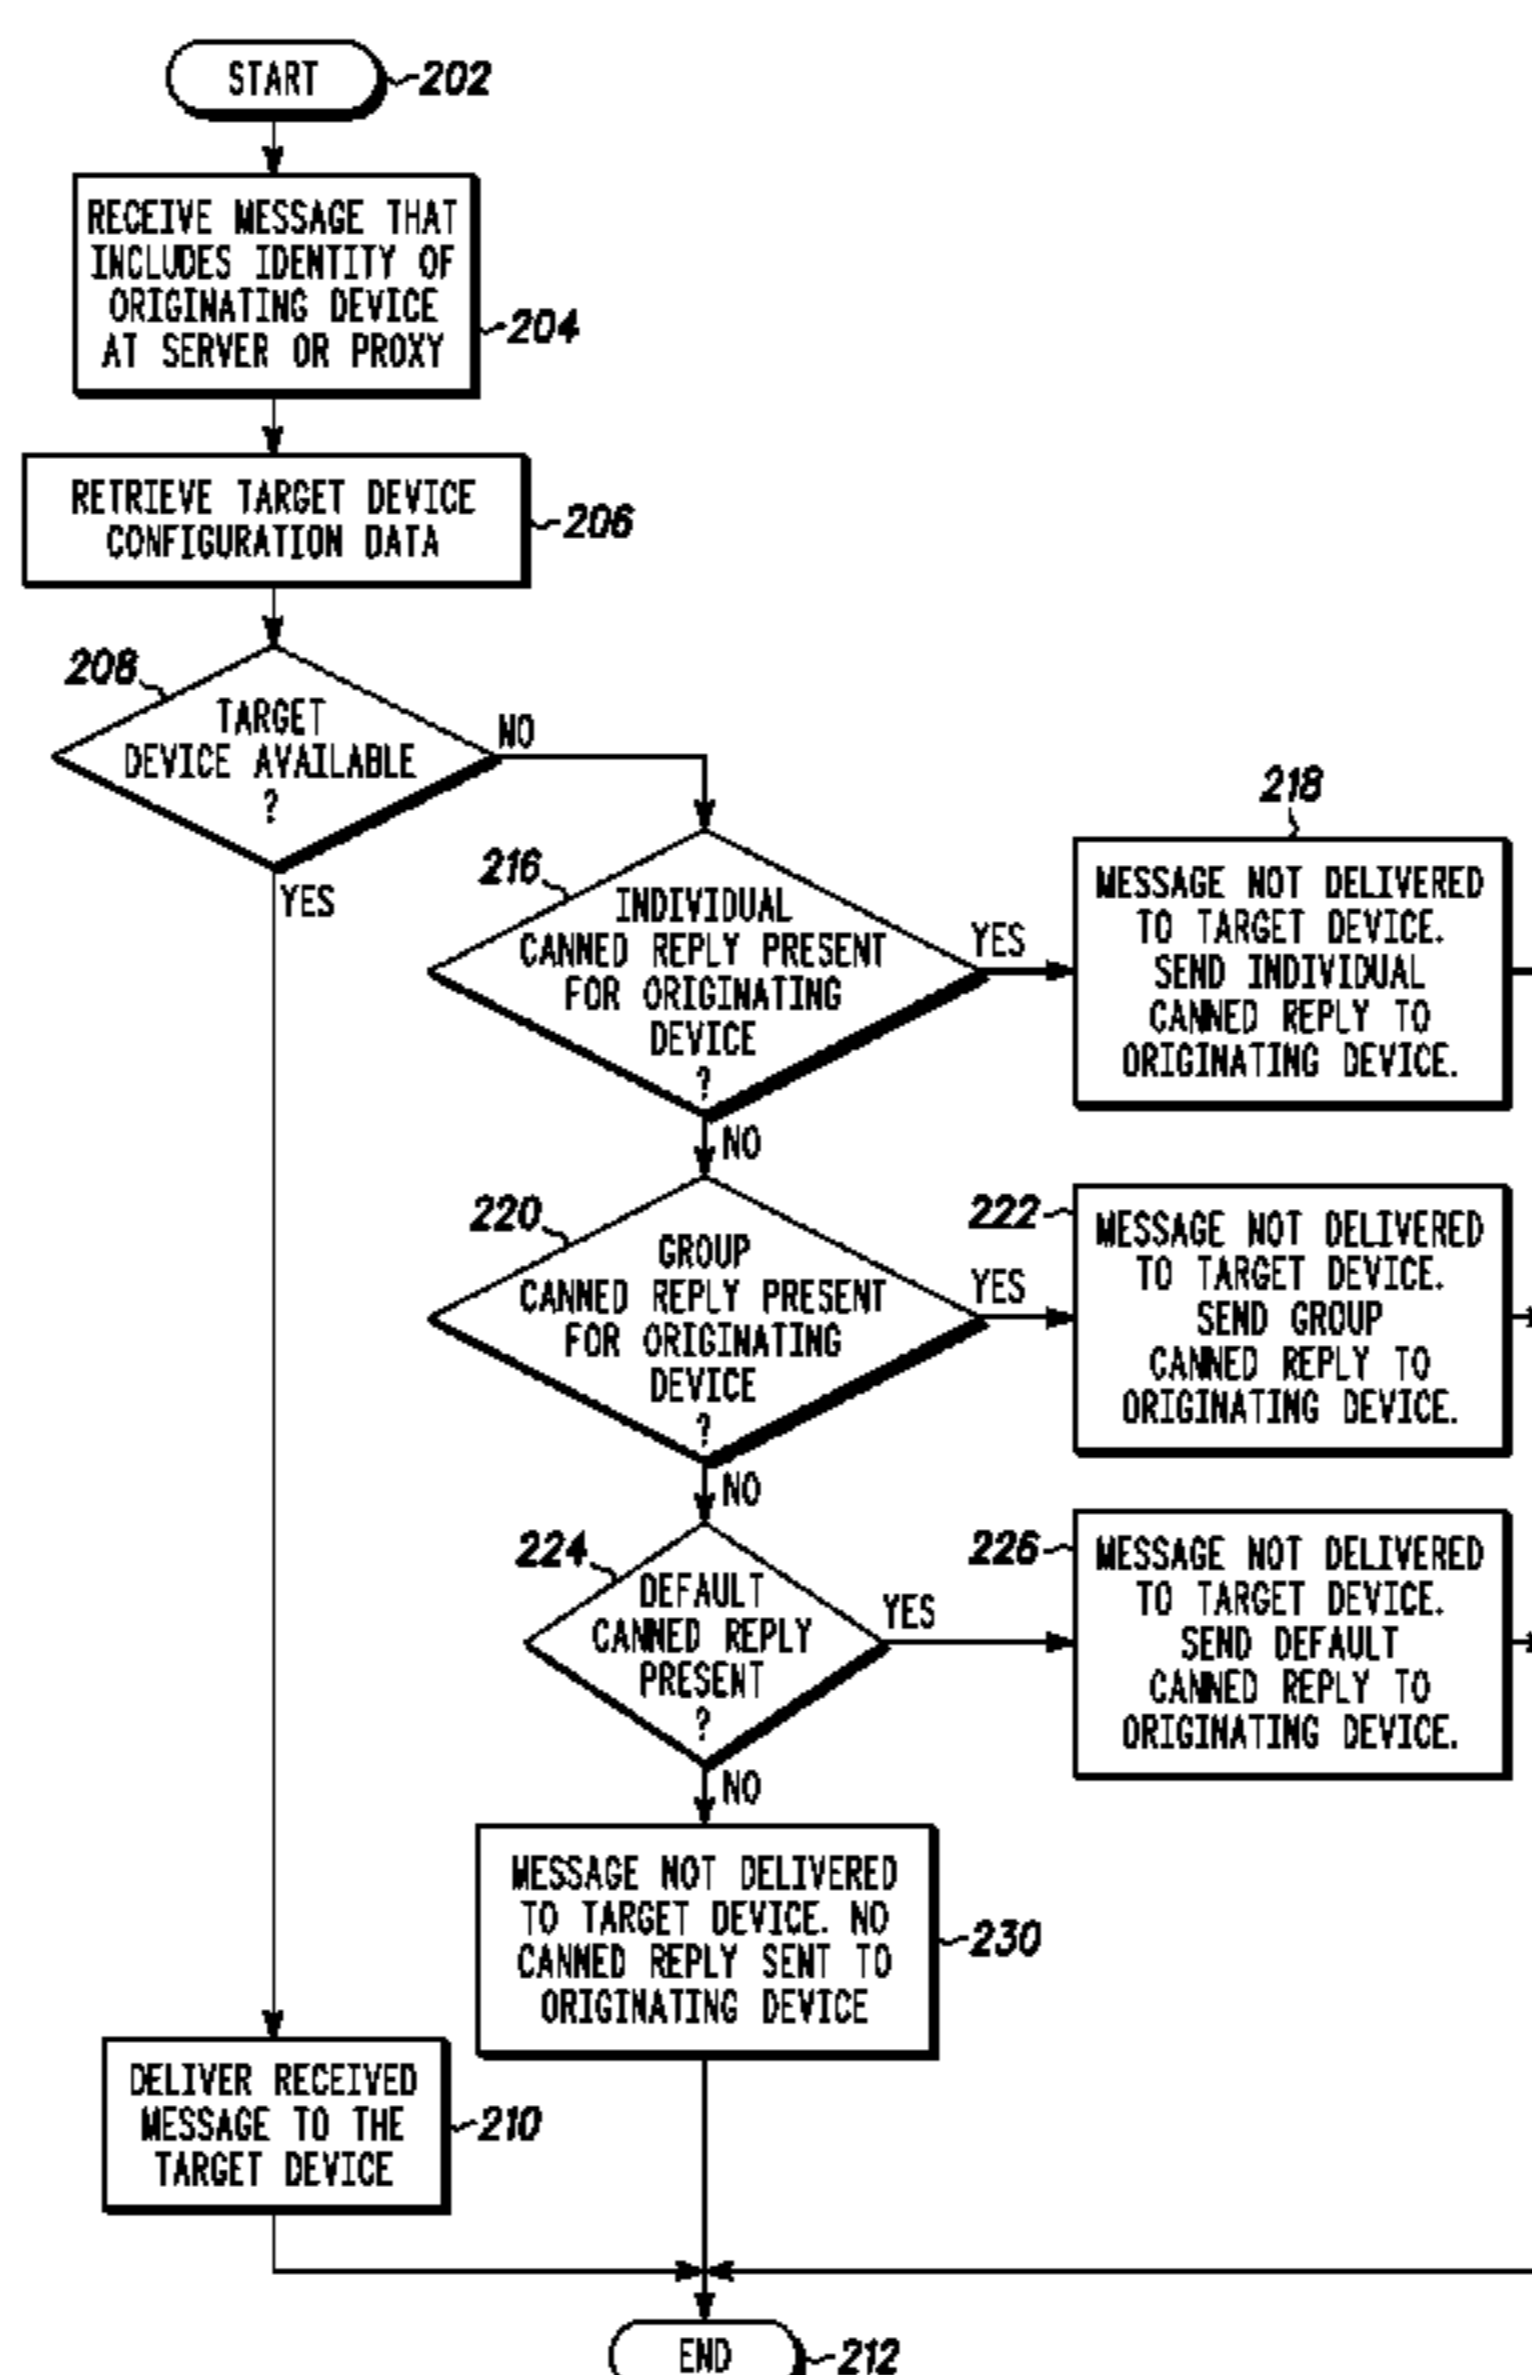 START
202
RECEIVE MESSAGE THAT
INCLUDES IDENTITY OF
ORIGINATING DEVICE
AT SERVER OR PROXY
204
RETRIEVE TARGET DEVICE
CONFIGURATION DATA
206
208
TARGET
DEVICE AVAILABLE
?
NO
YES
216
INDIVIDUAL
CANNED REPLY PRESENT
FOR ORIGINATING
DEVICE
?
YES
NO
218
MESSAGE NOT DELIVERED
TO TARGET DEVICE.
SEND INDIVIDUAL
CANNED REPLY TO
ORIGINATING DEVICE.
220
GROUP
CANNED REPLY PRESENT
FOR ORIGINATING
DEVICE
?
YES
NO
222
MESSAGE NOT DELIVERED
TO TARGET DEVICE.
SEND GROUP
CANNED REPLY TO
ORIGINATING DEVICE.
224
DEFAULT
CANNED REPLY
PRESENT
?
YES
NO
226
MESSAGE NOT DELIVERED
TO TARGET DEVICE.
SEND DEFAULT
CANNED REPLY TO
ORIGINATING DEVICE.
MESSAGE NOT DELIVERED
TO TARGET DEVICE. NO
CANNED REPLY SENT TO
ORIGINATING DEVICE
230
DELIVER RECEIVED
MESSAGE TO THE
TARGET DEVICE
210
END
212